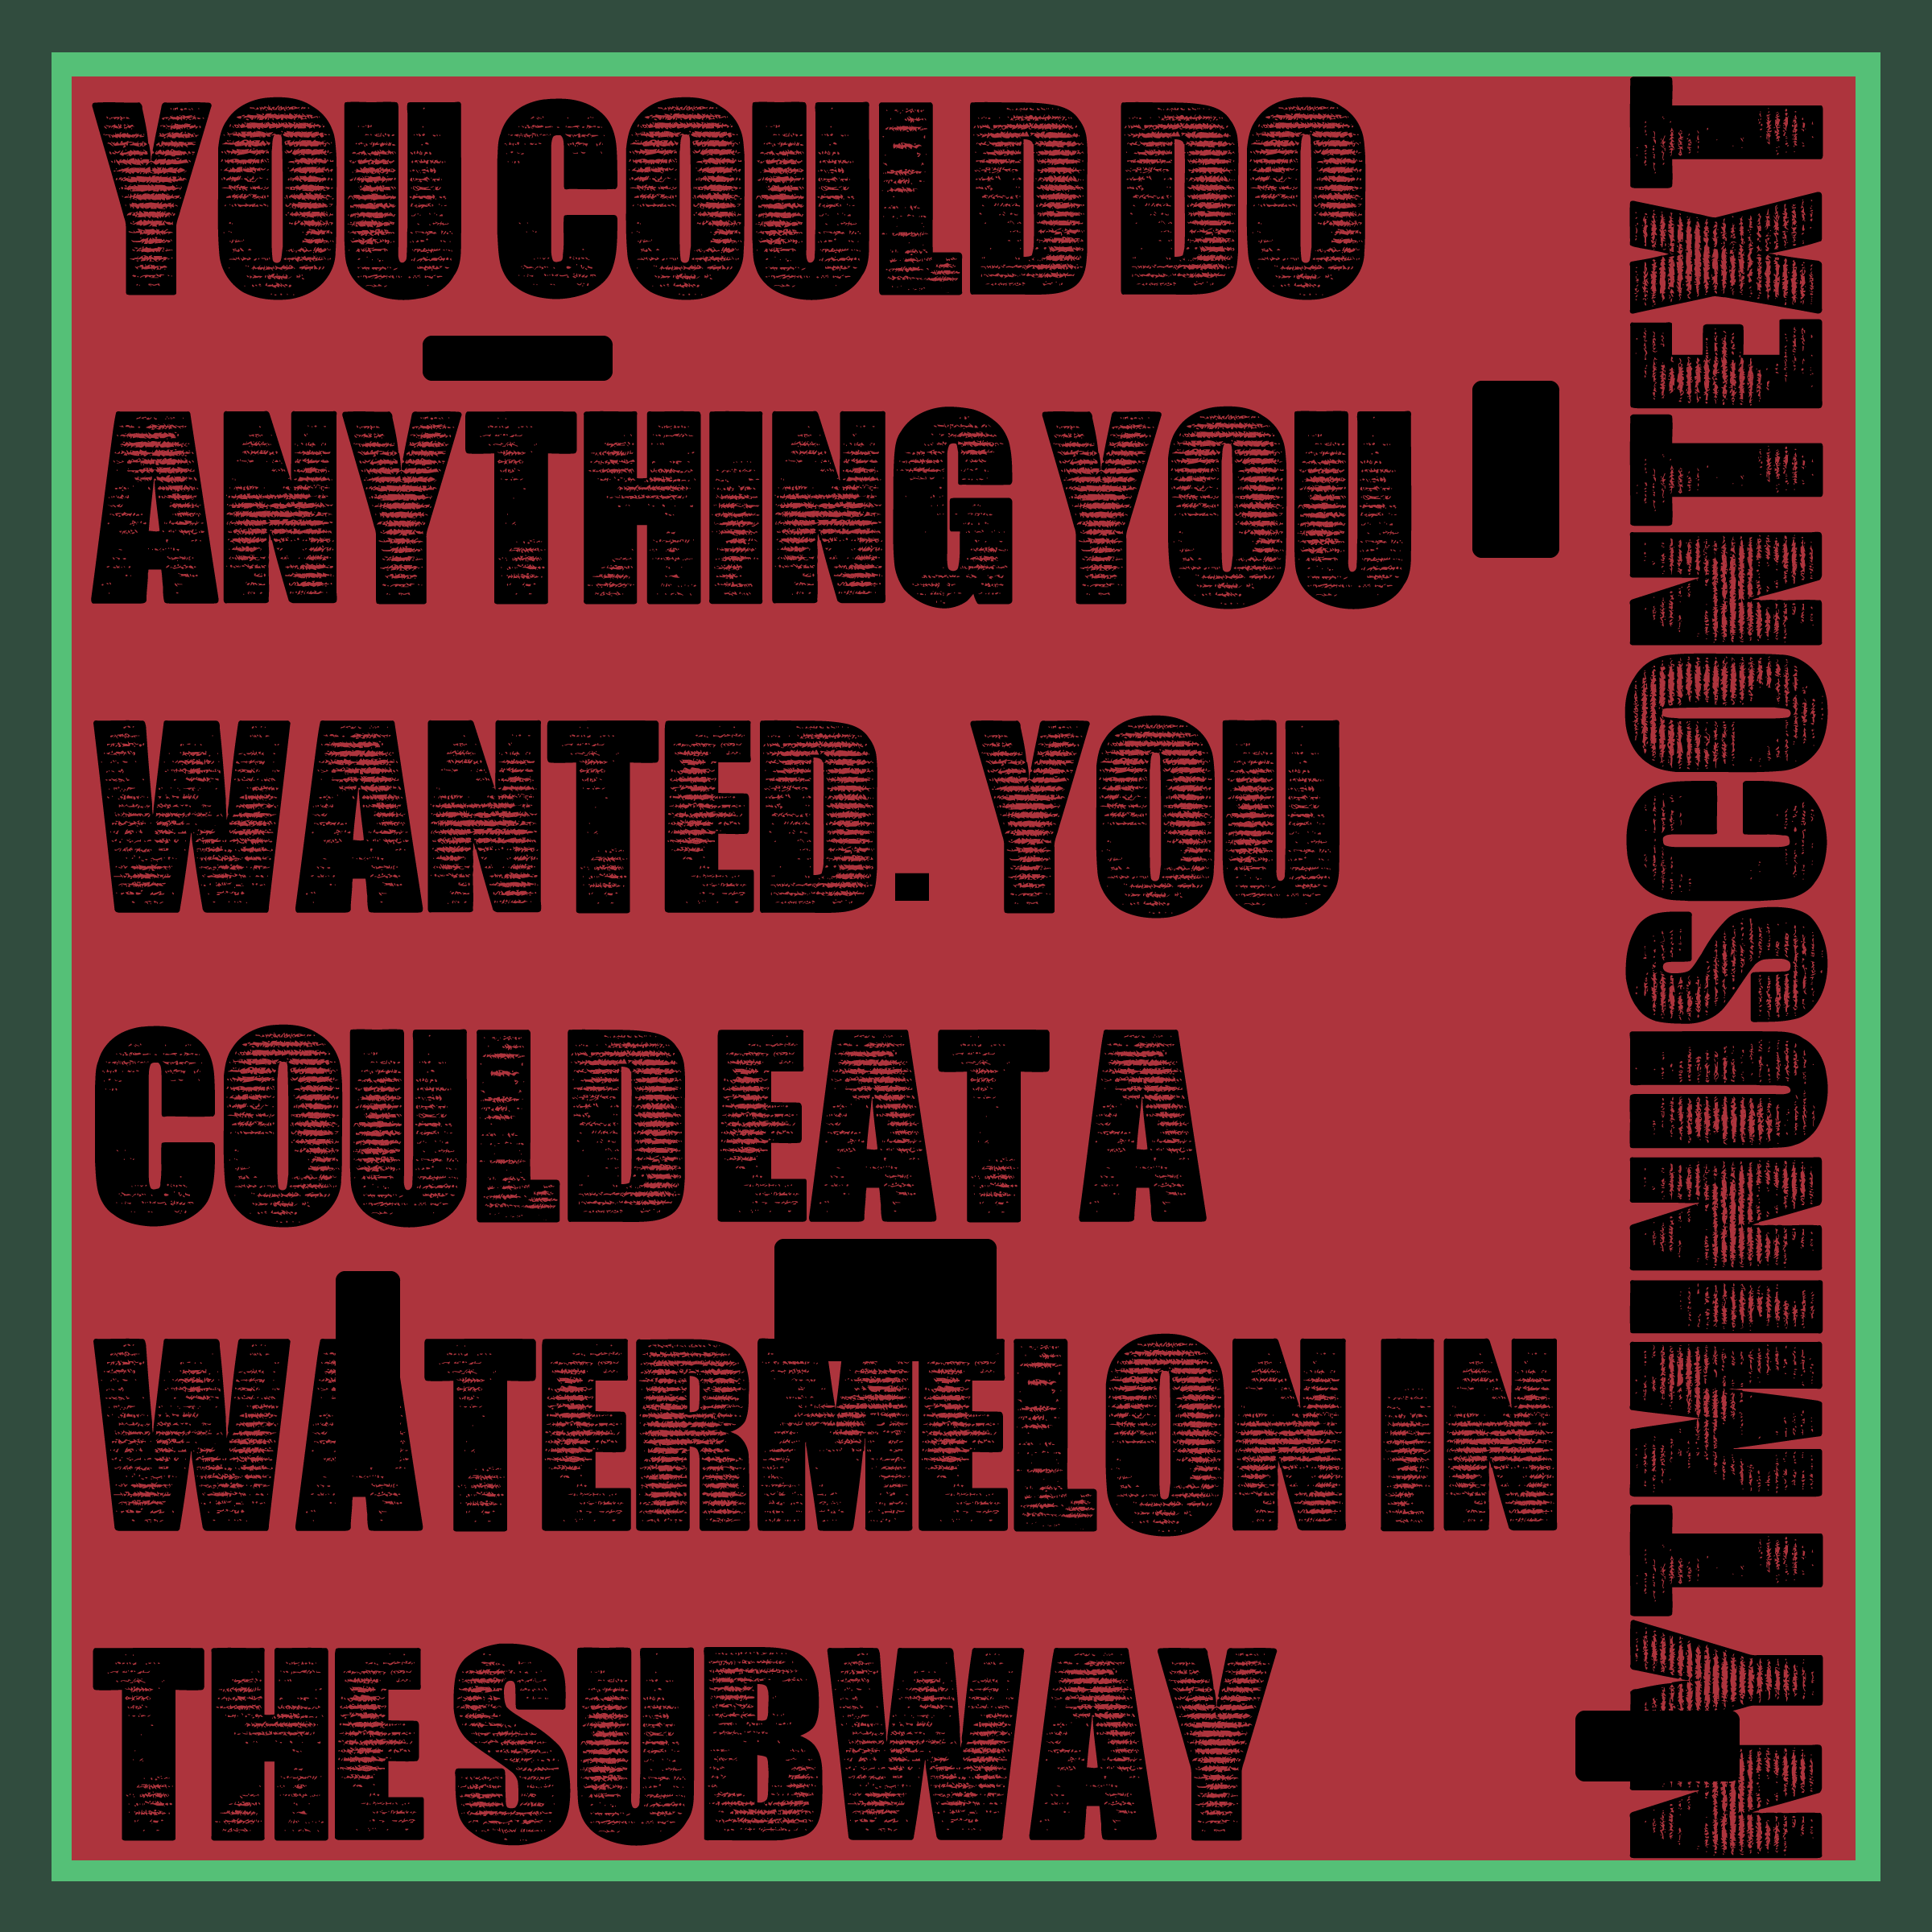 YOU COULD DO
ANYTHING YOU
WANTED. YOU
COULD EAT A
WATERMELON IN
THE SUBWAY
NYTMINUSCONTEXT